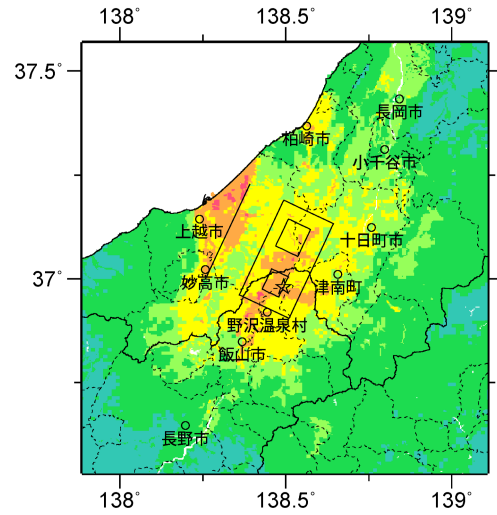 138° 138.5° 139°
37.5°
長岡市
柏崎市
小千谷市
上越市
十日町市
37°
妙高市
津南町
野沢温泉村
飯山市
長野市
138° 138.5° 139°